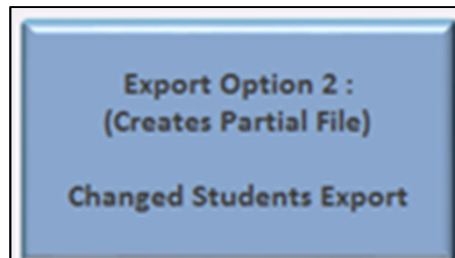 Export Option 2 :
(Creates Partial File)
Changed Students Export